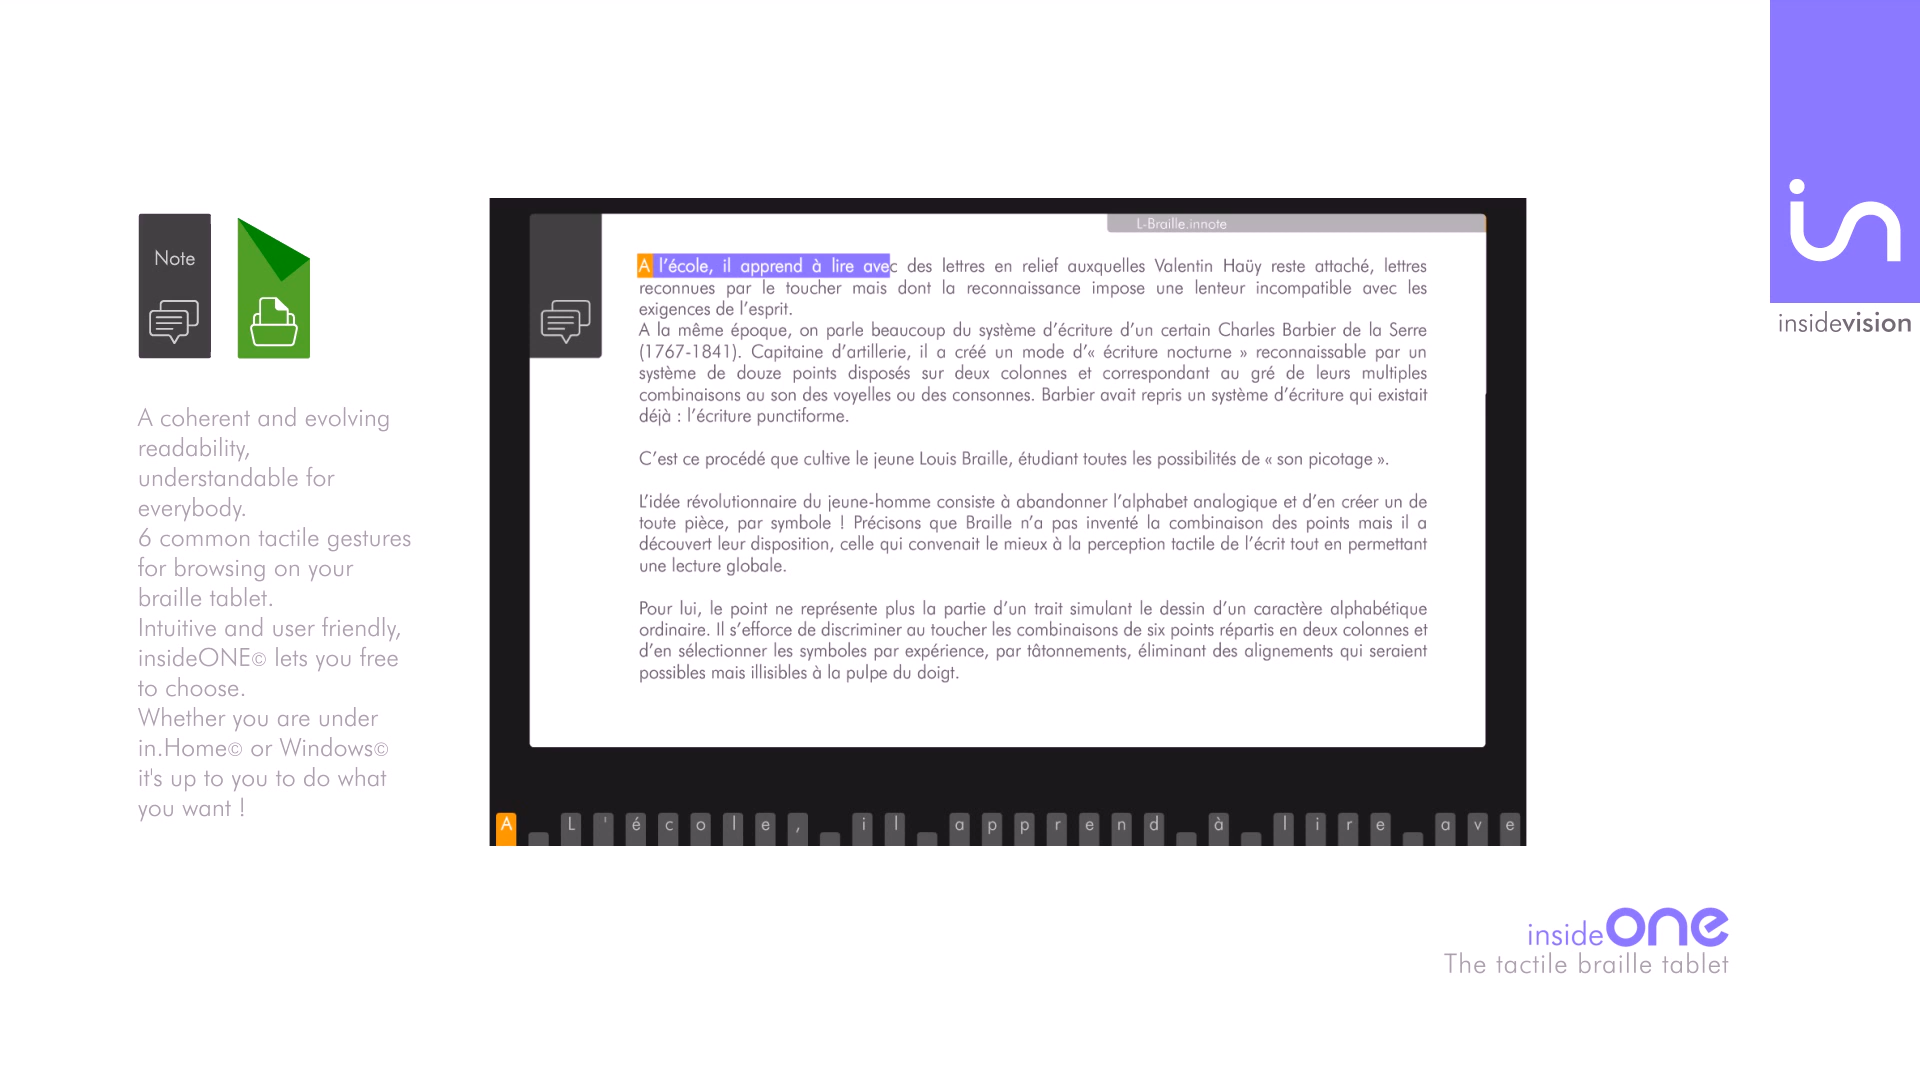 Note
A coherent and evolving
readability,
understandable for
everybody.
6 common tactile gestures
for browsing on your
braille tablet.
Intuitive and user friendly,
insideONE© lets you free
to choose.
Whether you are under
in.Home© or Windows©
it's up to you to do what
you want !
L-Braille.innote
A l'école, il apprend à lire avec des lettres en relief auxquelles Valentin Haüy reste attaché, lettres
reconnues par le toucher mais dont la reconnaissance impose une lenteur incompatible avec les
exigences de l'esprit.
A la même époque, on parle beaucoup du système d'écriture d'un certain Charles Barbier de la Serre
(1767-1841). Capitaine d'artillerie, il a créé un mode d'« écriture nocturne » reconnaissable par un
système de douze points disposés sur deux colonnes et correspondant au gré de leurs multiples
combinaisons au son des voyelles ou des consonnes. Barbier avait repris un système d'écriture qui existait
déjà : l'écriture punctiforme.
C'est ce procédé que cultive le jeune Louis Braille, étudiant toutes les possibilités de « son picotage ».
L'idée révolutionnaire du jeune-homme consiste à abandonner l'alphabet analogique et d'en créer un de
toute pièce, par symbole ! Précisons que Braille n'a pas inventé la combinaison des points mais il a
découvert leur disposition, celle qui convenait le mieux à la perception tactile de l'écrit tout en permettant
une lecture globale.
Pour lui, le point ne représente plus la partie d'un trait simulant le dessin d'un caractère alphabétique
ordinaire. Il s'efforce de discriminer au toucher les combinaisons de six points répartis en deux colonnes et
d'en sélectionner les symboles par expérience, par tâtonnements, éliminant des alignements qui seraient
possibles mais illisibles à la pulpe du doigt.
A L'école, il apprend à lire ave
in
insidevision
insideone
The tactile braille tablet